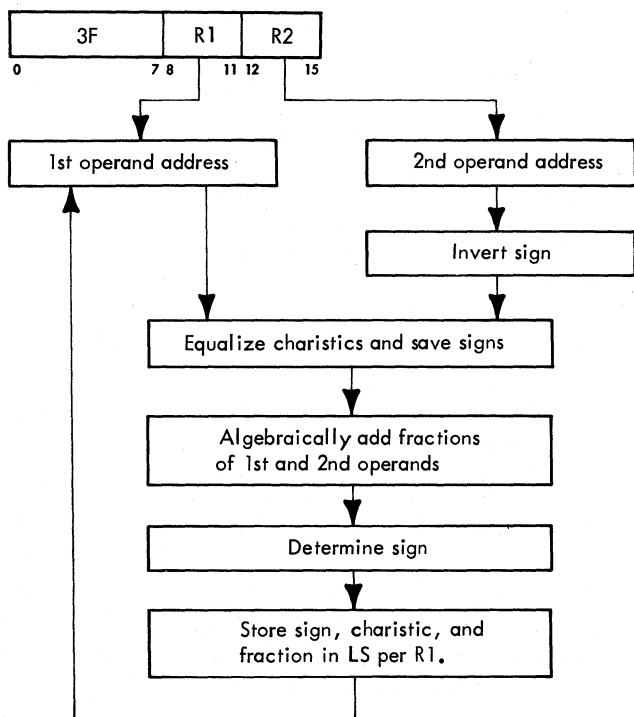 3F R1 R2
0 7 8 11 12 15
1st operand address
2nd operand address
Invert sign
Equalize charistics and save signs
Algebraically add fractions
of 1st and 2nd operands
Determine sign
Store sign, charistic, and
fraction in LS per R1.